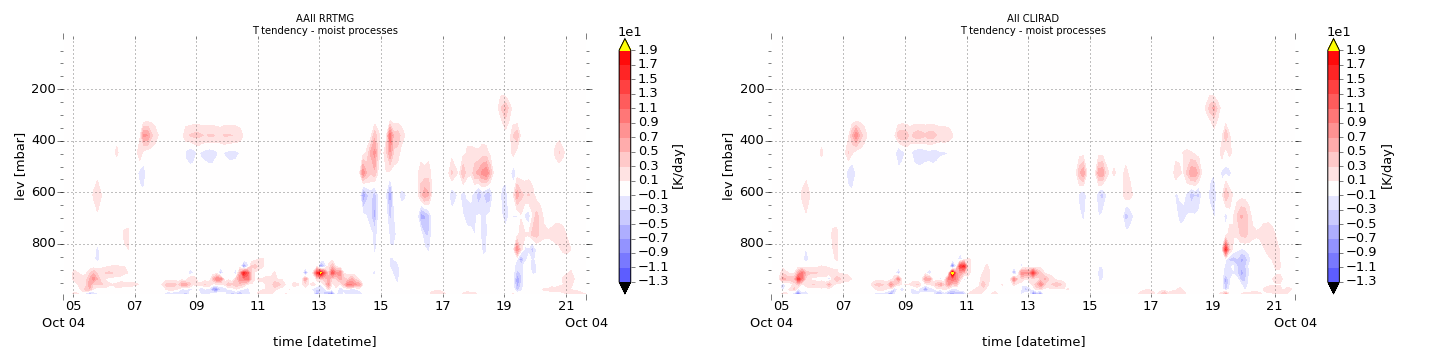 AAII RRTMG
T tendency - moist processes
1e1
1.9
1.7
1.5
1.3
1.1
0.9
0.7
0.5
0.3
0.1
−0.1
−0.3
−0.5
−0.7
−0.9
−1.1
−1.3
[K/day]
200
400
600
800
lev [mbar]
05 07 09 11 13 15 17 19 21
Oct 04 Oct 04
time [datetime]
AII CLIRAD
T tendency - moist processes
1e1
1.9
1.7
1.5
1.3
1.1
0.9
0.7
0.5
0.3
0.1
−0.1
−0.3
−0.5
−0.7
−0.9
−1.1
−1.3
[K/day]
200
400
600
800
lev [mbar]
05 07 09 11 13 15 17 19 21
Oct 04 Oct 04
time [datetime]